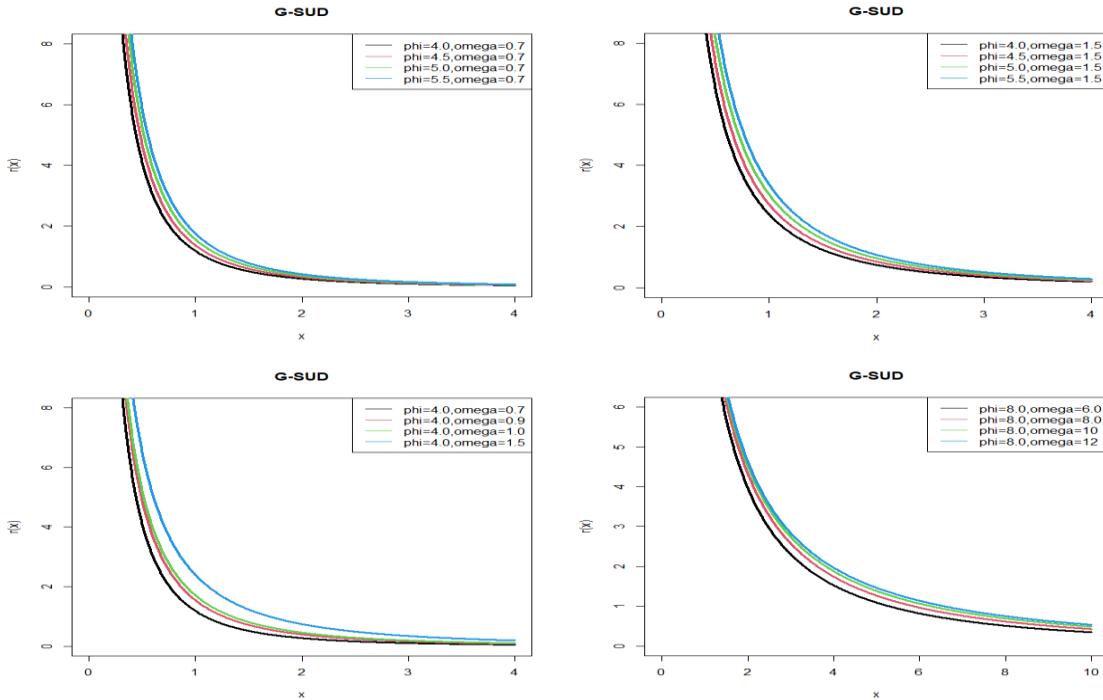 G-SUD
phi=4.0,omega=0.7
phi=4.5,omega=0.7
phi=5.0,omega=0.7
phi=5.5,omega=0.7
r(x)
8
6
4
2
0
0 1 2 3 4
x
G-SUD
phi=4.0,omega=1.5
phi=4.5,omega=1.5
phi=5.0,omega=1.5
phi=5.5,omega=1.5
r(x)
8
6
4
2
0
0 1 2 3 4
x
G-SUD
phi=4.0,omega=0.7
phi=4.0,omega=0.9
phi=4.0,omega=1.0
phi=4.0,omega=1.5
r(x)
8
6
4
2
0
0 1 2 3 4
x
G-SUD
phi=8.0,omega=6.0
phi=8.0,omega=8.0
phi=8.0,omega=10
phi=8.0,omega=12
r(x)
6
5
4
3
2
1
0
0 2 4 6 8 10
x